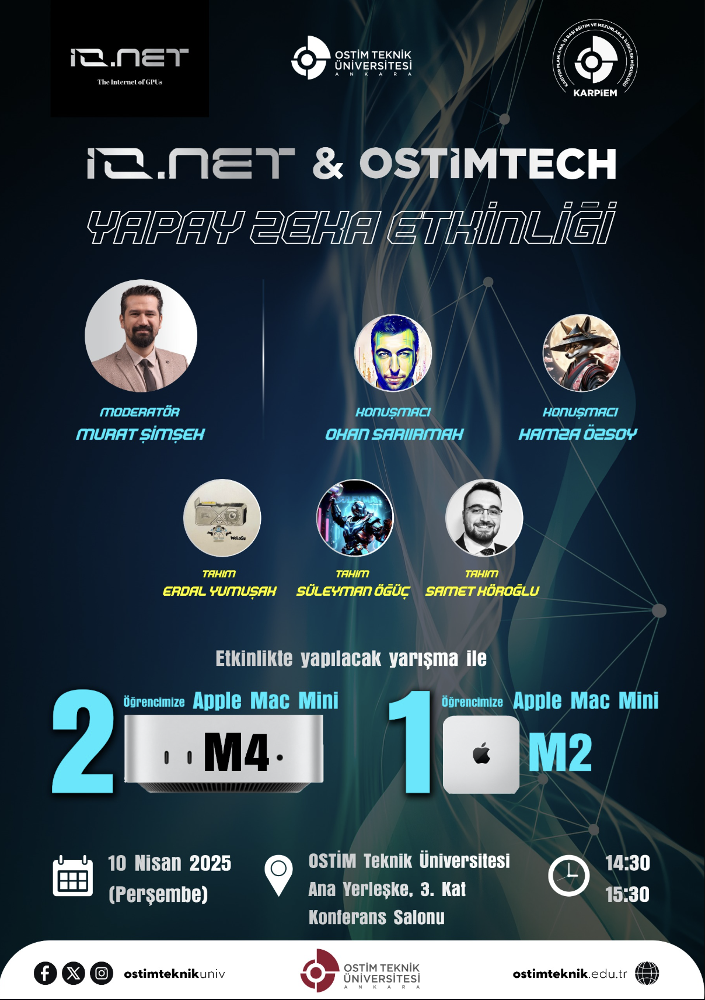 IO.NET
The Internet of GPUs
OSTİM TEKNİK
ÜNİVERSİTESİ
ANKARA
KARİYER PLANLAMA, İŞ BAŞI EĞİTİM VE MEZUNLARLA İLİŞKİLER MÜDÜRLÜĞÜ
KARPİEM
IO.NET & OSTİMTECH
YAPAY ZEKA ETKİNLİĞİ
MODERATÖR
MURAT ŞİMŞEK
KONUŞMACI
OKAN SARIIRMAK
KONUŞMACI
HAMZA ÖZSOY
SULEYMAN
WeLoSy
TAKIM
ERDAL YUMUŞAK
TAKIM
SÜLEYMAN ÖĞÜÇ
TAKIM
SAMET KÖROĞLU
Etkinlikte yapılacak yarışma ile
2 Öğrencimize Apple Mac Mini
M4
1 Öğrencimize Apple Mac Mini
M2
10 Nisan 2025
(Perşembe)
OSTİM Teknik Üniversitesi
Ana Yerleşke, 3. Kat
Konferans Salonu
14:30
15:30
ostimteknikuniv
OSTİM TEKNİK
ÜNİVERSİTESİ
ANKARA
ostimteknik.edu.tr